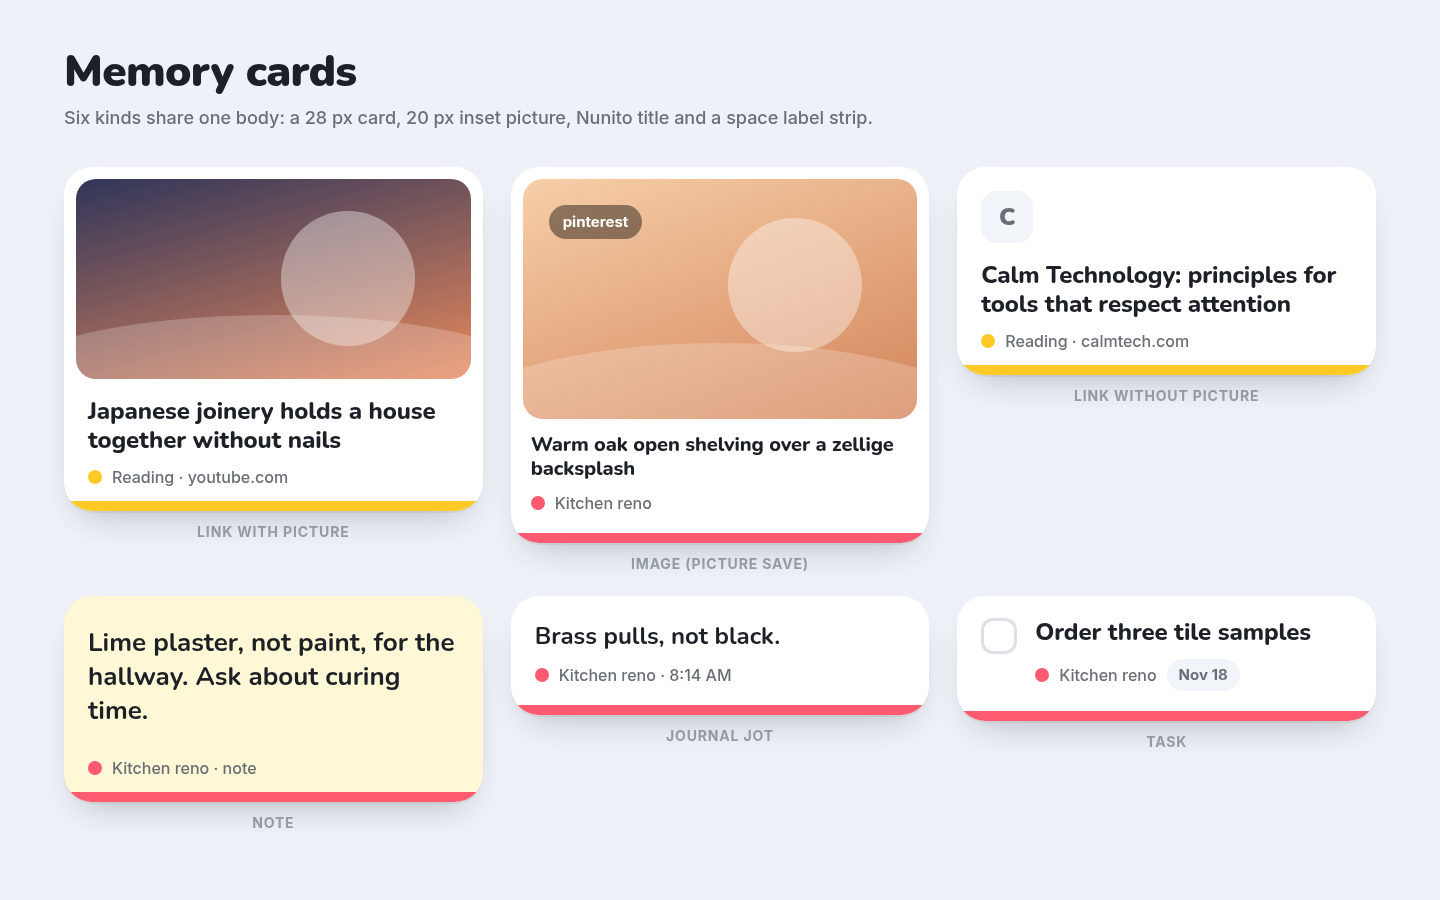 Memory cards
Six kinds share one body: a 28 px card, 20 px inset picture, Nunito title and a space label strip.
Japanese joinery holds a house
together without nails
Reading · youtube.com
LINK WITH PICTURE
pinterest
Warm oak open shelving over a zellige
backsplash
Kitchen reno
IMAGE (PICTURE SAVE)
C
Calm Technology: principles for
tools that respect attention
Reading · calmtech.com
LINK WITHOUT PICTURE
Lime plaster, not paint, for the
hallway. Ask about curing
time.
Kitchen reno · note
NOTE
Brass pulls, not black.
Kitchen reno · 8:14 AM
JOURNAL JOT
Order three tile samples
Kitchen reno Nov 18
TASK